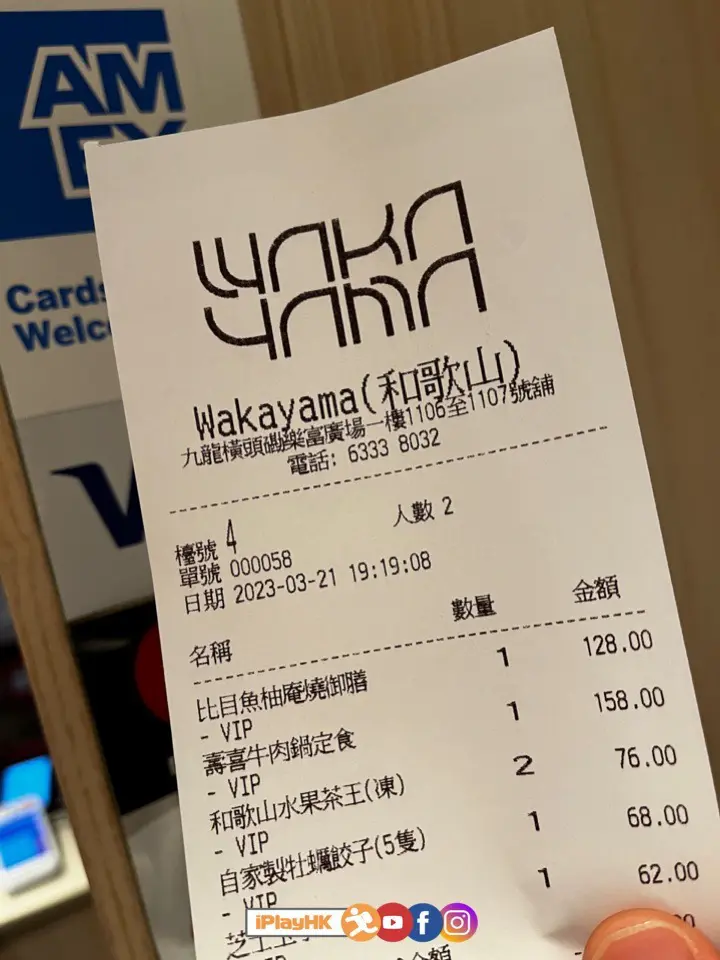 AM
EX
Cards
Welco
WAKA
YAMA
Wakayama(和歌山)
九龍橫頭磡樂富廣場一樓1106至1107號舖
電話: 6333 8032
檯號 4 人數 2
單號 000058
日期 2023-03-21 19:19:08
名稱 數量 金額
比目魚柚庵燒御膳 1 128.00
- VIP
壽喜牛肉鍋定食 1 158.00
- VIP
和歌山水果茶王(凍) 2 76.00
- VIP
自家製牡蠣餃子(5隻) 1 68.00
- VIP
芝士玉子 1 62.00
iPlayHK